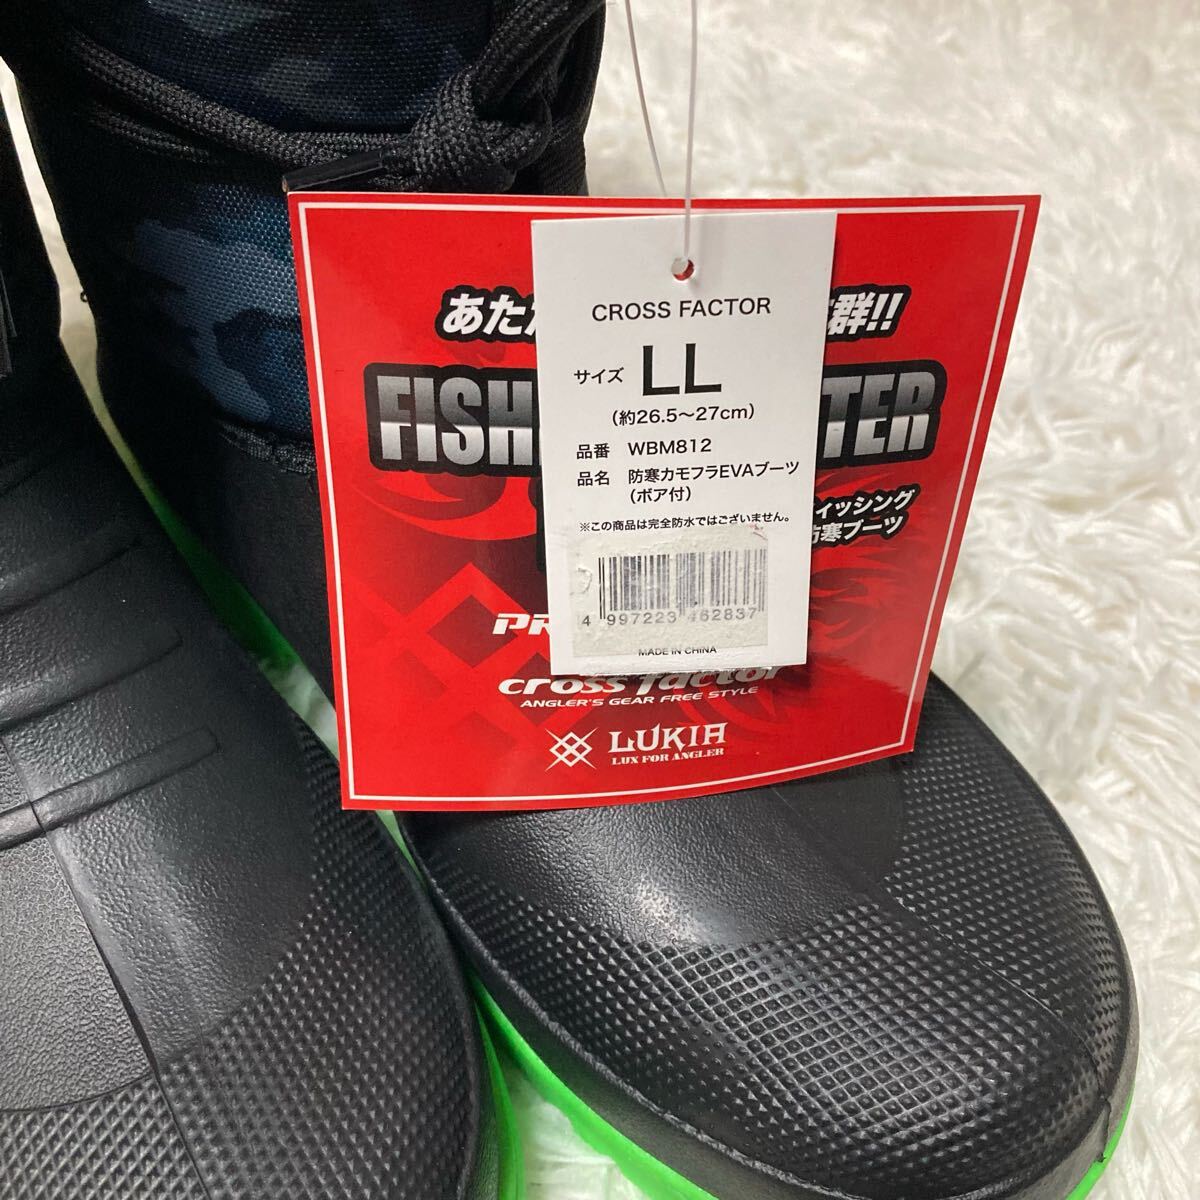 あたか
群!!
FISH
TER
CROSS FACTOR
サイズ LL
(約26.5〜27cm)
品番 WBM812
品名 防寒カモフラEVAブーツ
(ボア付)
※この商品は完全防水ではございません。
4 997223 462837
MADE IN CHINA
ィッシング
防寒ブーツ
PR
cross factor
ANGLER'S GEAR FREE STYLE
LUKIA
LUX FOR ANGLER